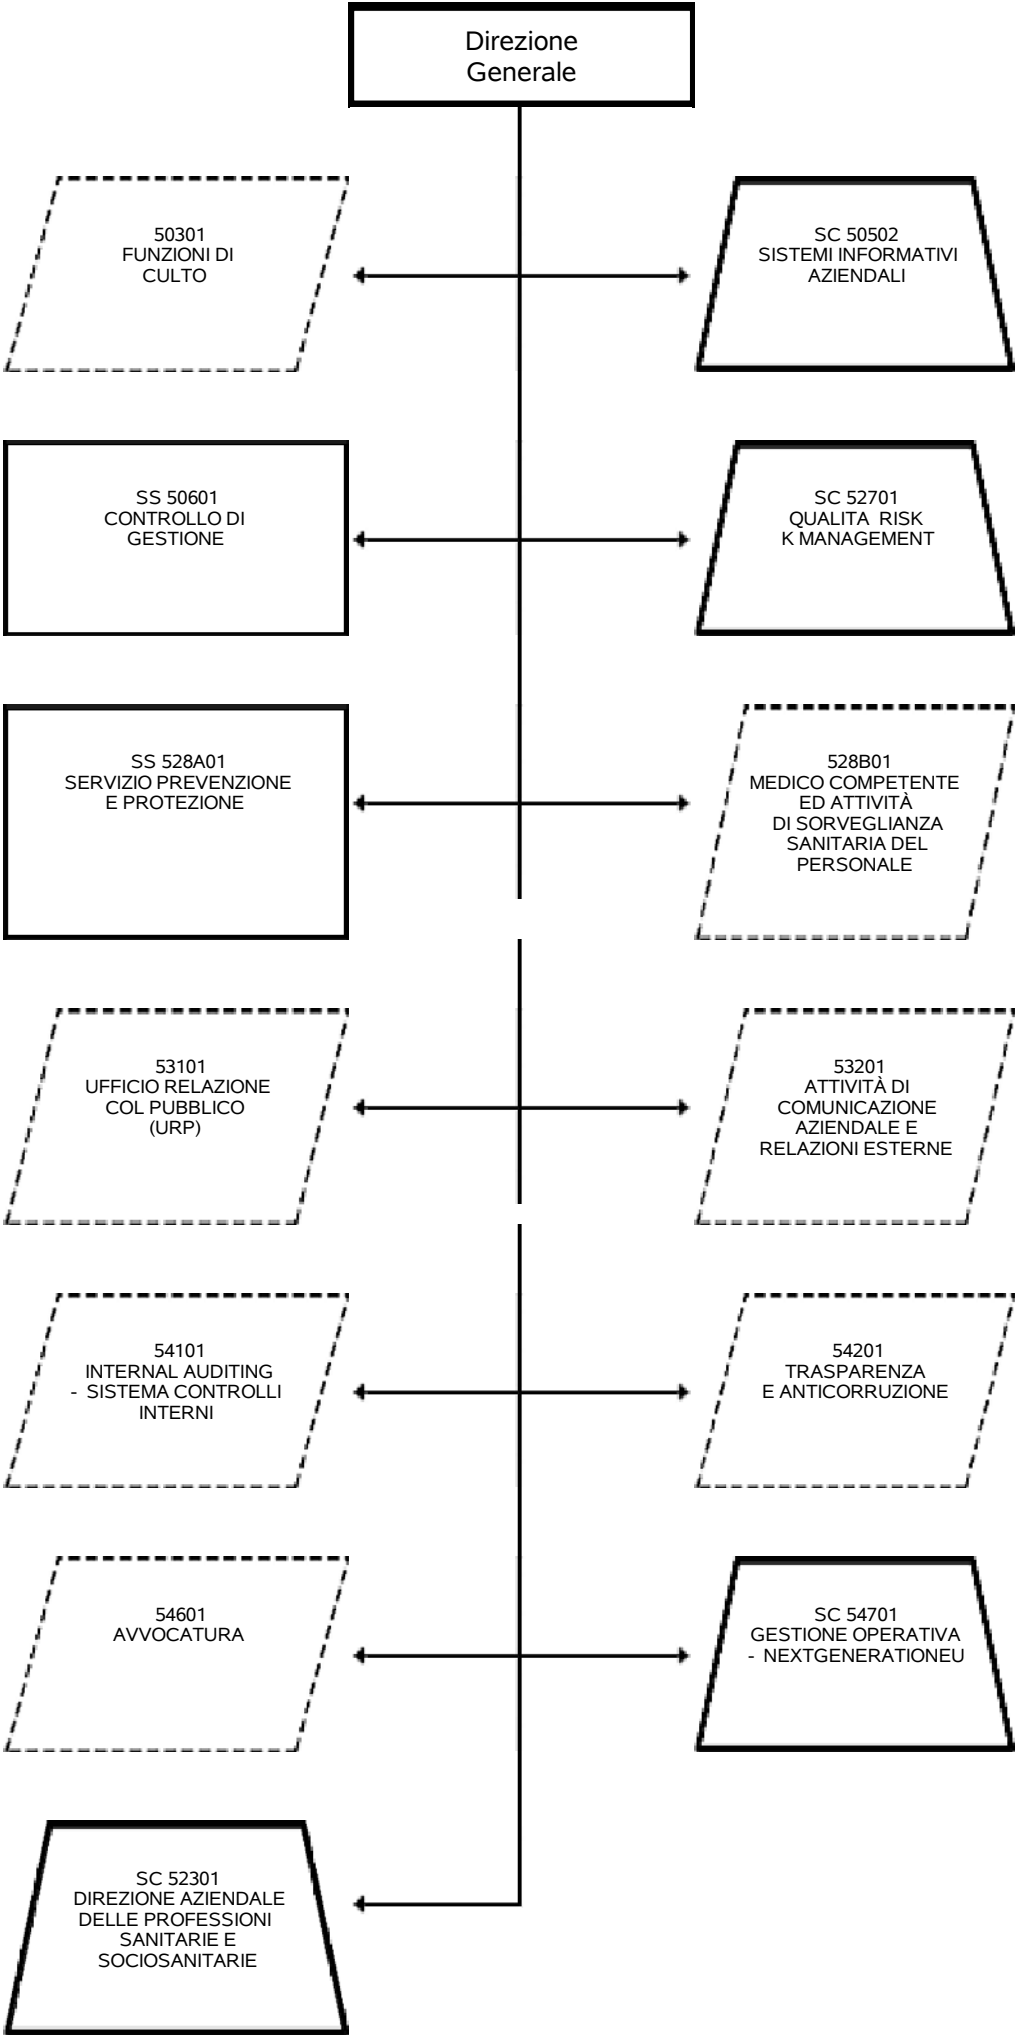 Direzione
Generale
50301
FUNZIONI DI
CULTO
SC 50502
SISTEMI INFORMATIVI
AZIENDALI
SS 50601
CONTROLLO DI
GESTIONE
SC 52701
QUALITA RISK
K MANAGEMENT
SS 528A01
SERVIZIO PREVENZIONE
E PROTEZIONE
528B01
MEDICO COMPETENTE
ED ATTIVITÀ
DI SORVEGLIANZA
SANITARIA DEL
PERSONALE
53101
UFFICIO RELAZIONE
COL PUBBLICO
(URP)
53201
ATTIVITÀ DI
COMUNICAZIONE
AZIENDALE E
RELAZIONI ESTERNE
54101
INTERNAL AUDITING
- SISTEMA CONTROLLI
INTERNI
54201
TRASPARENZA
E ANTICORRUZIONE
54601
AVVOCATURA
SC 54701
GESTIONE OPERATIVA
- NEXTGENERATIONEU
SC 52301
DIREZIONE AZIENDALE
DELLE PROFESSIONI
SANITARIE E
SOCIOSANITARIE